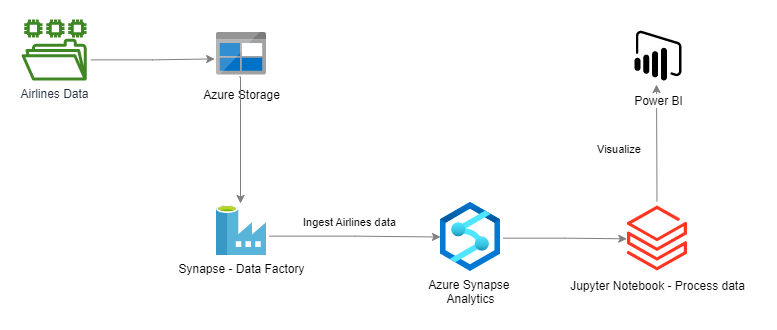 Airlines Data
Azure Storage
Power BI
Visualize
Ingest Airlines data
Synapse - Data Factory
Azure Synapse
Analytics
Jupyter Notebook - Process data